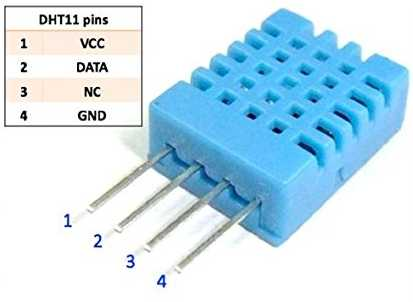 DHT11 pins
1 VCC
2 DATA
3 NC
4 GND
1
2
3
4